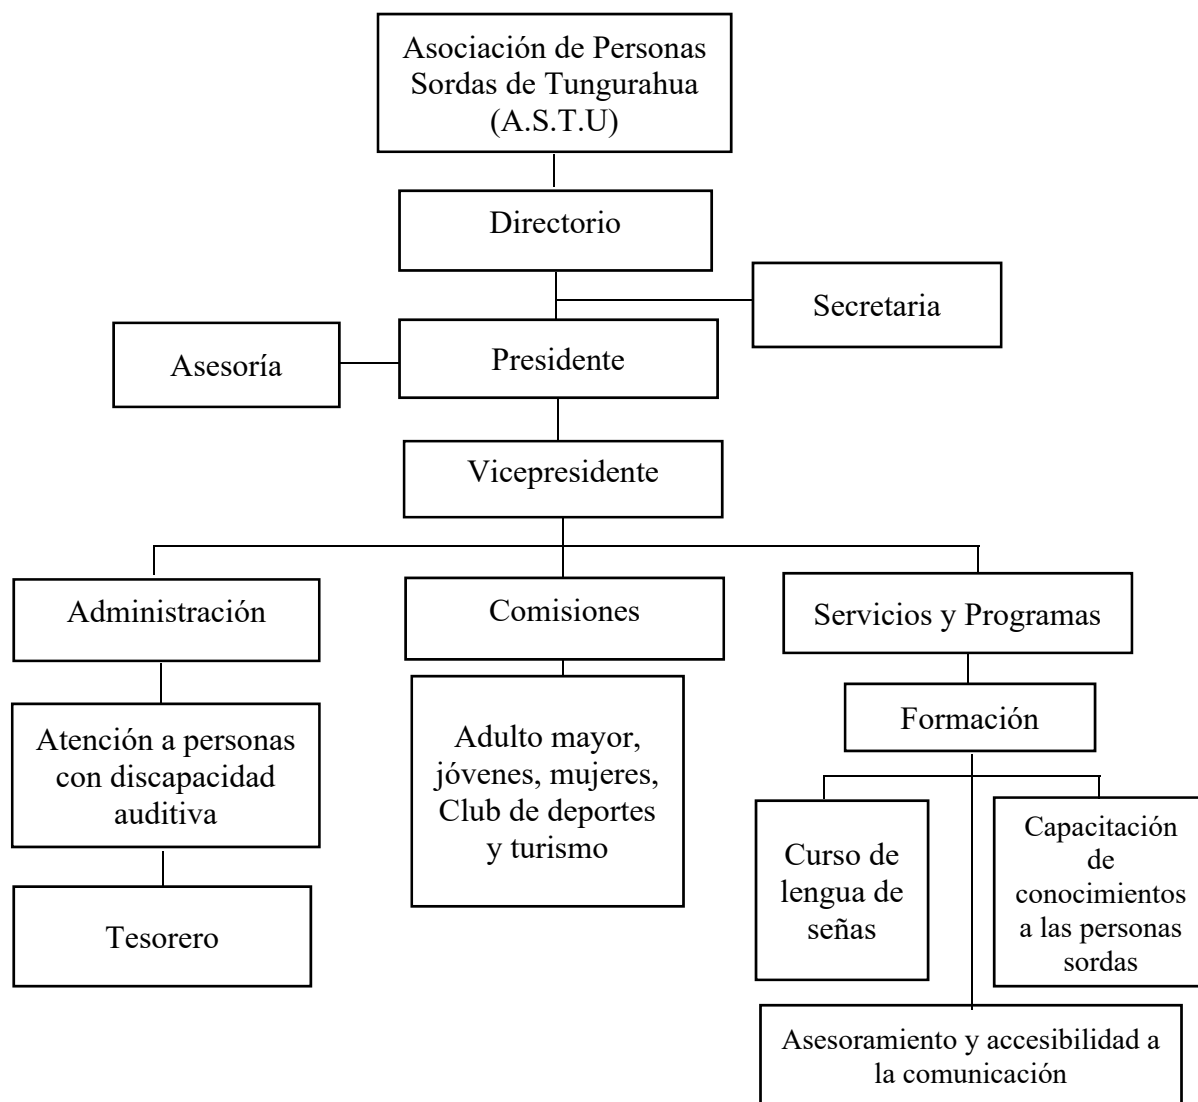 Asociación de Personas
Sordas de Tungurahua
(A.S.T.U)
Directorio
Secretaria
Asesoría
Presidente
Vicepresidente
Administración
Comisiones
Servicios y Programas
Atención a personas
con discapacidad
auditiva
Tesorero
Adulto mayor,
jóvenes, mujeres,
Club de deportes
y turismo
Formación
Curso de
lengua de
señas
Capacitación
de
conocimientos
a las personas
sordas
Asesoramiento y accesibilidad a
la comunicación